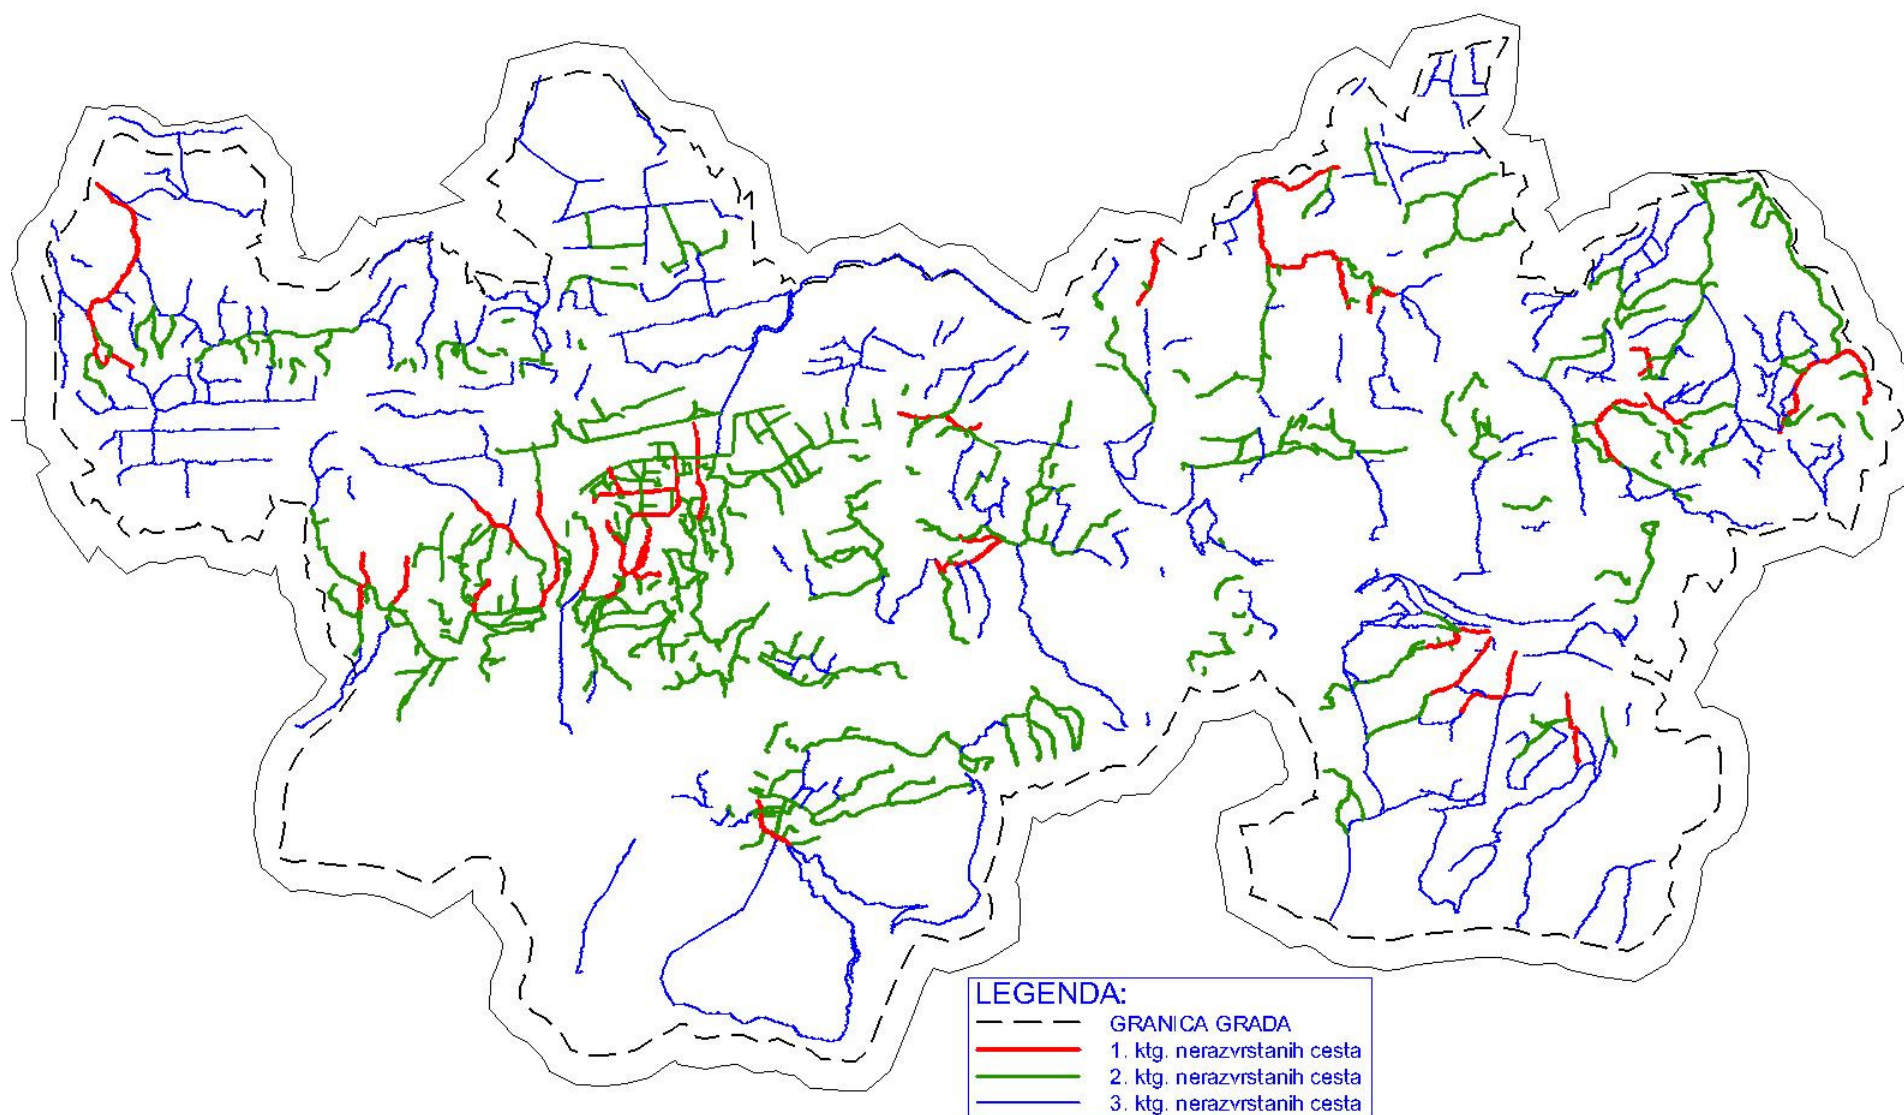 LEGENDA:
GRANICA GRADA
1. ktg. nerazvrstanih cesta
2. ktg. nerazvrstanih cesta
3. ktg. nerazvrstanih cesta